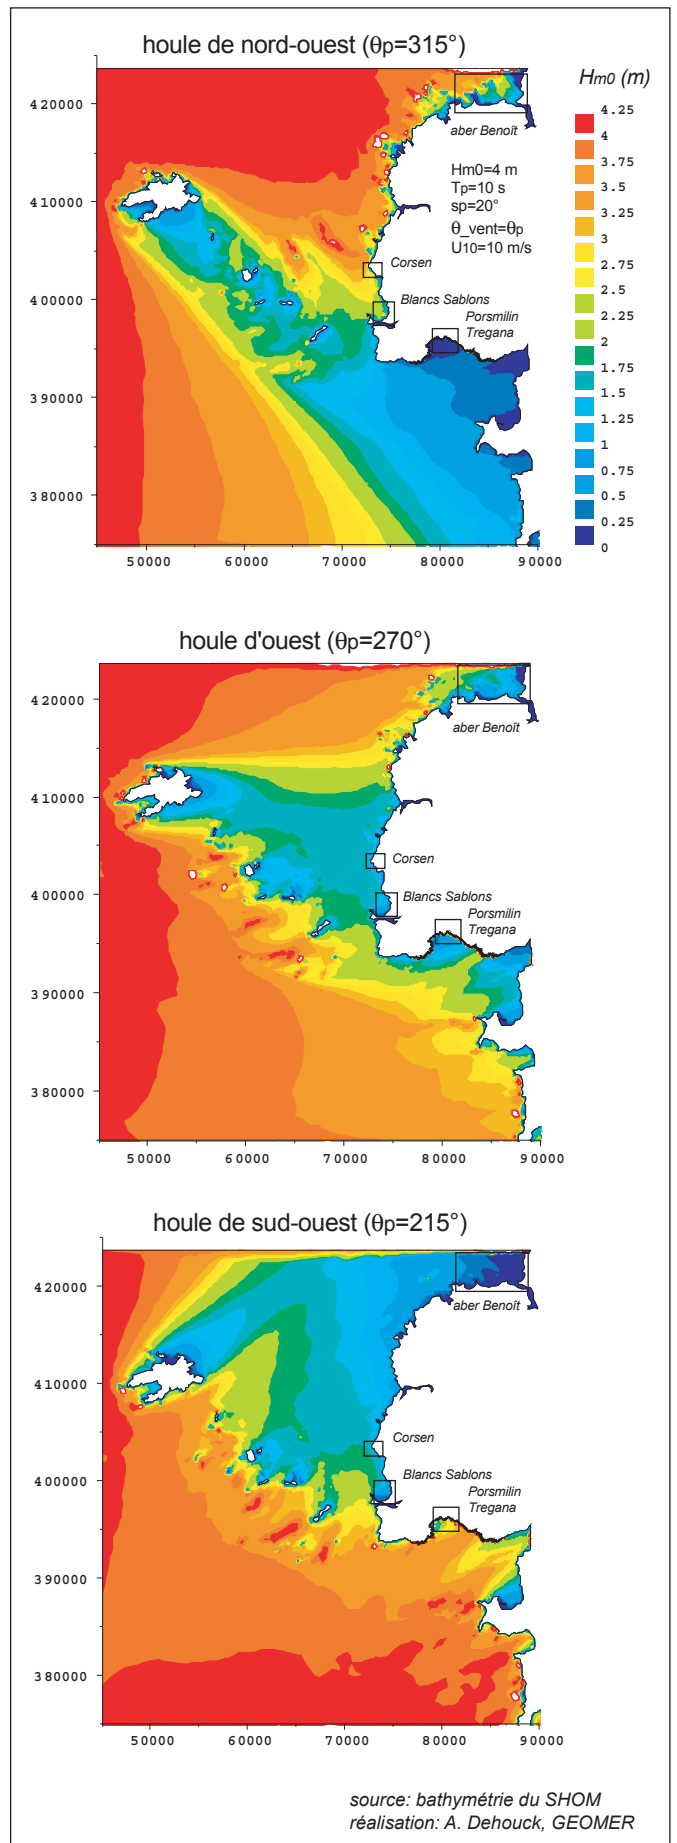 houle de nord-ouest (θp=315°)
Hm0 (m)
420000
410000
400000
390000
380000
50000 60000 70000 80000 90000
aber Benoît
Hm0=4 m
Tp=10 s
sp=20°
θ_vent=θp
U10=10 m/s
Corsen
Blancs Sablons
Porsmilin
Tregana
4.25
4
3.75
3.5
3.25
3
2.75
2.5
2.25
2
1.75
1.5
1.25
1
0.75
0.5
0.25
0
houle d'ouest (θp=270°)
420000
410000
400000
390000
380000
50000 60000 70000 80000 90000
aber Benoît
Corsen
Blancs Sablons
Porsmilin
Tregana
houle de sud-ouest (θp=215°)
420000
410000
400000
390000
380000
50000 60000 70000 80000 90000
aber Benoît
Corsen
Blancs Sablons
Porsmilin
Tregana
source: bathymétrie du SHOM
réalisation: A. Dehouck, GEOMER